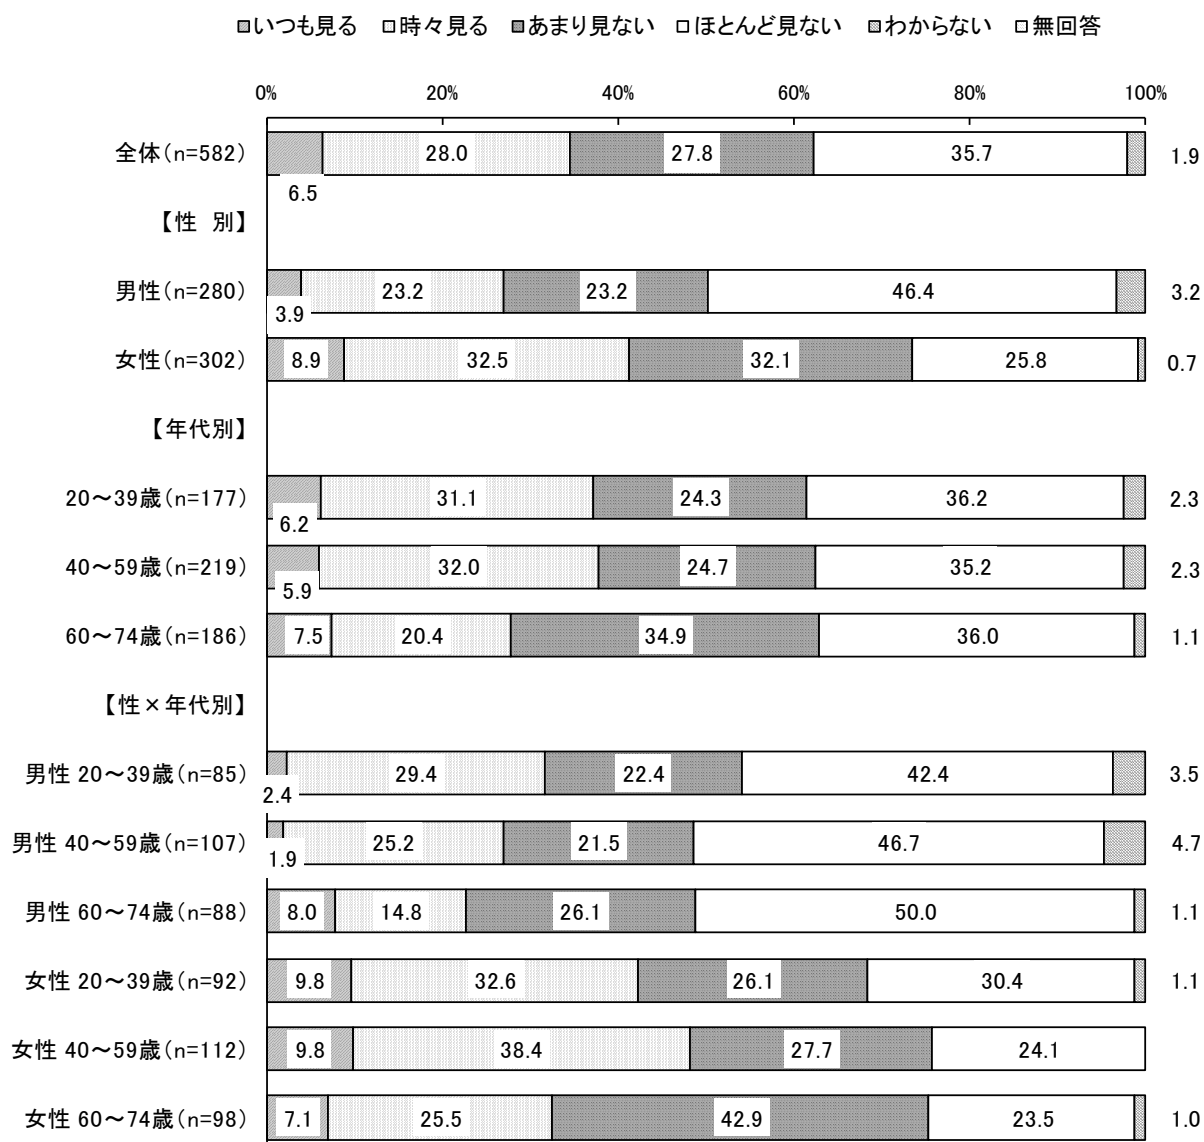 いつも見る 時々見る あまり見ない ほとんど見ない わからない 無回答
0% 20% 40% 60% 80% 100%
全体(n=582) 6.5 28.0 27.8 35.7 1.9
【性 別】
男性(n=280) 3.9 23.2 23.2 46.4 3.2
女性(n=302) 8.9 32.5 32.1 25.8 0.7
【年代別】
20～39歳(n=177) 6.2 31.1 24.3 36.2 2.3
40～59歳(n=219) 5.9 32.0 24.7 35.2 2.3
60～74歳(n=186) 7.5 20.4 34.9 36.0 1.1
【性×年代別】
男性 20～39歳(n=85) 2.4 29.4 22.4 42.4 3.5
男性 40～59歳(n=107) 1.9 25.2 21.5 46.7 4.7
男性 60～74歳(n=88) 8.0 14.8 26.1 50.0 1.1
女性 20～39歳(n=92) 9.8 32.6 26.1 30.4 1.1
女性 40～59歳(n=112) 9.8 38.4 27.7 24.1
女性 60～74歳(n=98) 7.1 25.5 42.9 23.5 1.0